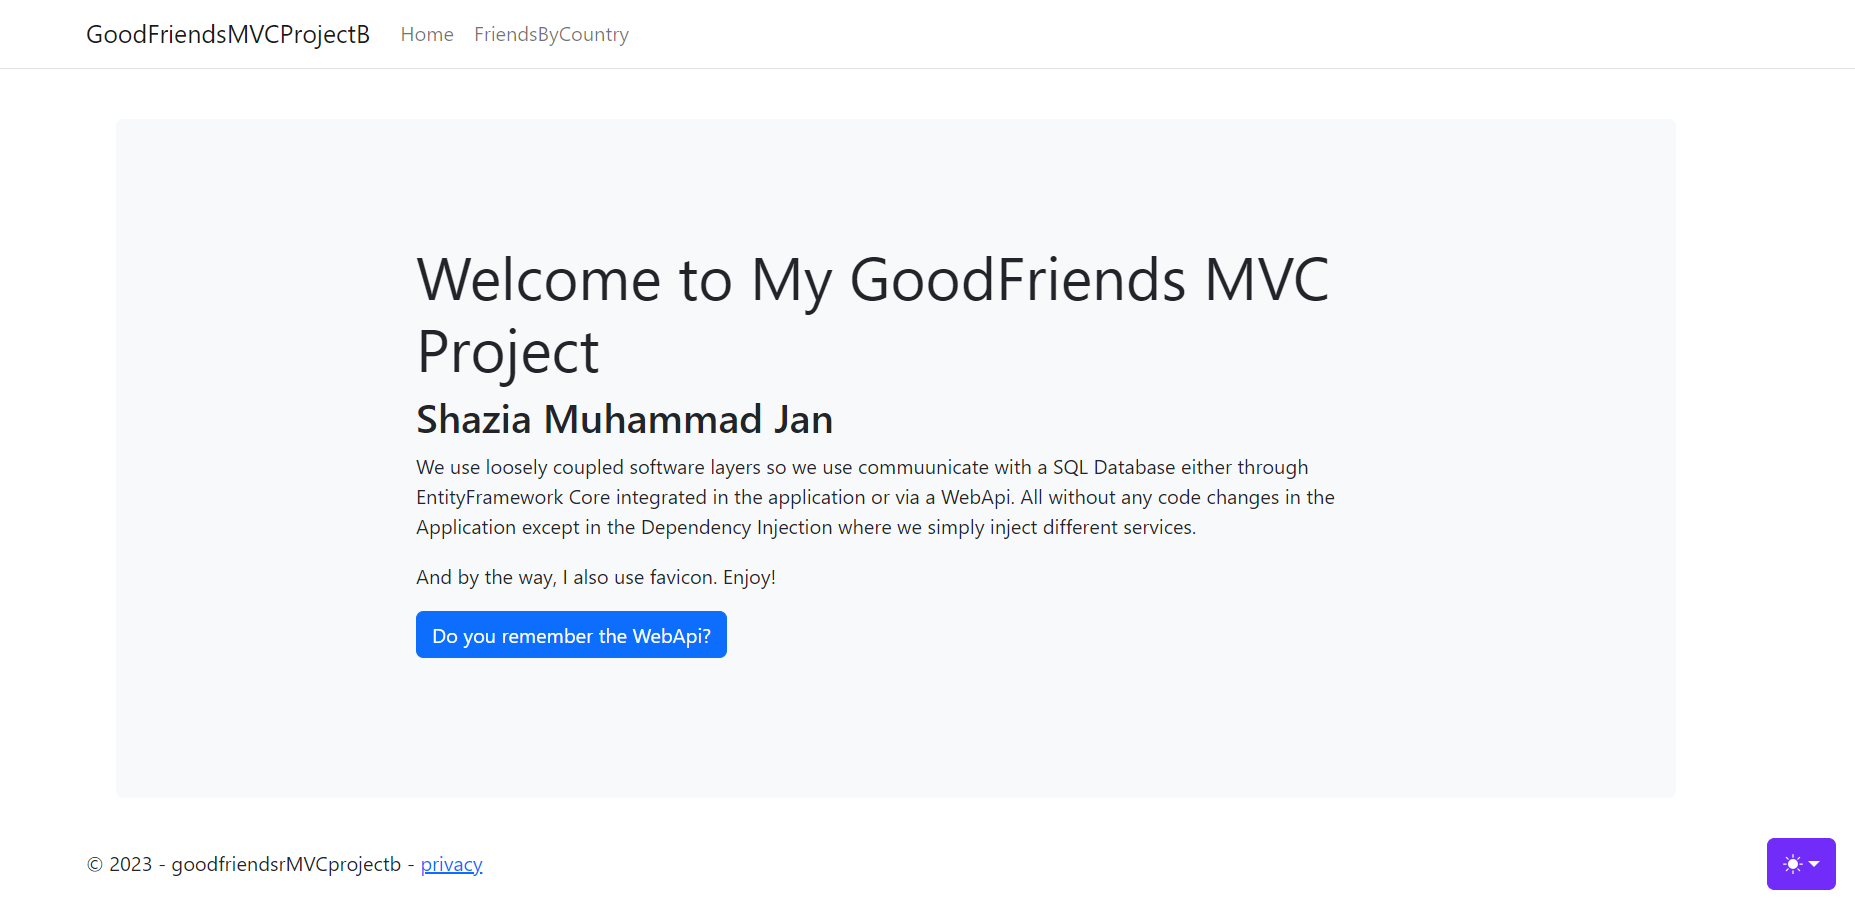 GoodFriendsMVCProjectB Home FriendsByCountry
Welcome to My GoodFriends MVC
Project
Shazia Muhammad Jan
We use loosely coupled software layers so we use commuunicate with a SQL Database either through
EntityFramework Core integrated in the application or via a WebApi. All without any code changes in the
Application except in the Dependency Injection where we simply inject different services.
And by the way, I also use favicon. Enjoy!
Do you remember the WebApi?
© 2023 - goodfriendsrMVCprojectb - privacy